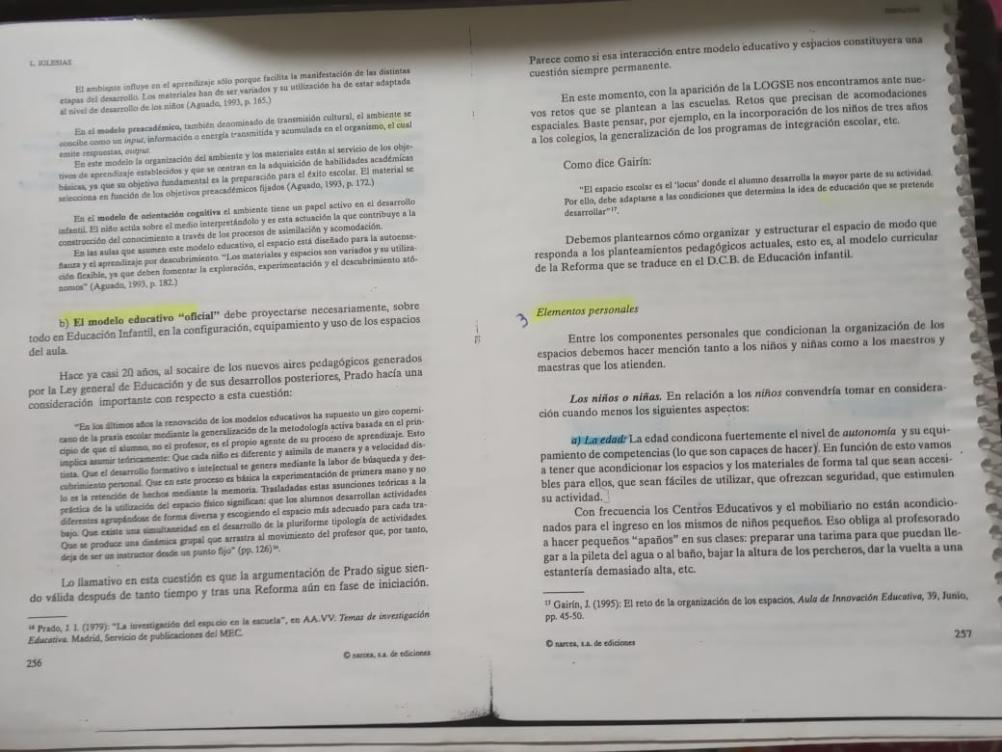 L. IGLESIAS
El ambiente influye en el aprendizaje sólo porque facilita la manifestación de las distintas
etapas del desarrollo. Los materiales han de ser variados y su utilización ha de estar adaptada
al nivel de desarrollo de los niños (Aguado, 1993, p. 165.)
En el modelo preacadémico, también denominado de transmisión cultural, el ambiente se
concibe como un input, información o energía transmitida y acumulada en el organismo, el cual
emite respuestas, output.
En este modelo la organización del ambiente y los materiales están al servicio de los obje-
tivos de aprendizaje establecidos y que se centran en la adquisición de habilidades académicas
básicas, ya que su objetivo fundamental es la preparación para el éxito escolar. El material se
selecciona en función de los objetivos preacadémicos fijados (Aguado, 1993, p. 172.)
En el modelo de orientación cognitiva el ambiente tiene un papel activo en el desarrollo
infantil. El niño actúa sobre el medio interpretándolo y es esta actuación la que contribuye a la
construcción del conocimiento a través de los procesos de asimilación y acomodación.
En las aulas que asumen este modelo educativo, el espacio está diseñado para la autoense-
ñanza y el aprendizaje por descubrimiento. "Los materiales y espacios son variados y su utiliza-
ción flexible, ya que deben fomentar la exploración, experimentación y el descubrimiento autó-
nomos" (Aguado, 1993, p. 182.)
b) El modelo educativo "oficial" debe proyectarse necesariamente, sobre
todo en Educación Infantil, en la configuración, equipamiento y uso de los espacios
del aula.
Hace ya casi 20 años, al socaire de los nuevos aires pedagógicos generados
por la Ley general de Educación y de sus desarrollos posteriores, Prado hacía una
consideración importante con respecto a esta cuestión:
"En los últimos años la renovación de los modelos educativos ha supuesto un giro coperni-
cano de la praxis escolar mediante la generalización de la metodología activa basada en el prin-
cipio de que el alumno, no el profesor, es el propio agente de su proceso de aprendizaje. Esto
implica asumir teóricamente: Que cada niño es diferente y asimila de manera y a velocidad dis-
tinta. Que el desarrollo formativo e intelectual se genera mediante la labor de búsqueda y des-
cubrimiento personal. Que en este proceso es básica la experimentación de primera mano y no
lo es la retención de hechos mediante la memoria. Trasladadas estas asunciones teóricas a la
práctica de la utilización del espacio físico significan: que los alumnos desarrollan actividades
diferentes agrupándose de forma diversa y escogiendo el espacio más adecuado para cada tra-
bajo. Que existe una simultaneidad en el desarrollo de la pluriforme tipología de actividades.
Que se produce una dinámica grupal que arrastra al movimiento del profesor que, por tanto,
deja de ser un instructor desde un punto fijo" (pp. 126)¹⁶.
Lo llamativo en esta cuestión es que la argumentación de Prado sigue sien-
do válida después de tanto tiempo y tras una Reforma aún en fase de iniciación.
¹⁶ Prado, J. I. (1979): "La investigación del espacio en la escuela", en AA.VV: Temas de investigación
Educativa. Madrid, Servicio de publicaciones del MEC.
256
© narcea, s.a. de ediciones
Parece como si esa interacción entre modelo educativo y espacios constituyera una
cuestión siempre permanente.
En este momento, con la aparición de la LOGSE nos encontramos ante nue-
vos retos que se plantean a las escuelas. Retos que precisan de acomodaciones
espaciales. Baste pensar, por ejemplo, en la incorporación de los niños de tres años
a los colegios, la generalización de los programas de integración escolar, etc.
Como dice Gairín:
"El espacio escolar es el 'locus' donde el alumno desarrolla la mayor parte de su actividad.
Por ello, debe adaptarse a las condiciones que determina la idea de educación que se pretende
desarrollar"¹⁷.
Debemos plantearnos cómo organizar y estructurar el espacio de modo que
responda a los planteamientos pedagógicos actuales, esto es, al modelo curricular
de la Reforma que se traduce en el D.C.B. de Educación infantil.
3 Elementos personales
Entre los componentes personales que condicionan la organización de los
espacios debemos hacer mención tanto a los niños y niñas como a los maestros y
maestras que los atienden.
Los niños o niñas. En relación a los niños convendría tomar en considera-
ción cuando menos los siguientes aspectos:
a) La edad: La edad condicona fuertemente el nivel de autonomía y su equi-
pamiento de competencias (lo que son capaces de hacer). En función de esto vamos
a tener que acondicionar los espacios y los materiales de forma tal que sean accesi-
bles para ellos, que sean fáciles de utilizar, que ofrezcan seguridad, que estimulen
su actividad.
Con frecuencia los Centros Educativos y el mobiliario no están acondicio-
nados para el ingreso en los mismos de niños pequeños. Eso obliga al profesorado
a hacer pequeños "apaños" en sus clases: preparar una tarima para que puedan lle-
gar a la pileta del agua o al baño, bajar la altura de los percheros, dar la vuelta a una
estantería demasiado alta, etc.
¹⁷ Gairín, J. (1995): El reto de la organización de los espacios, Aula de Innovación Educativa, 39, Junio,
pp. 45-50.
© narcea, s.a. de ediciones
257